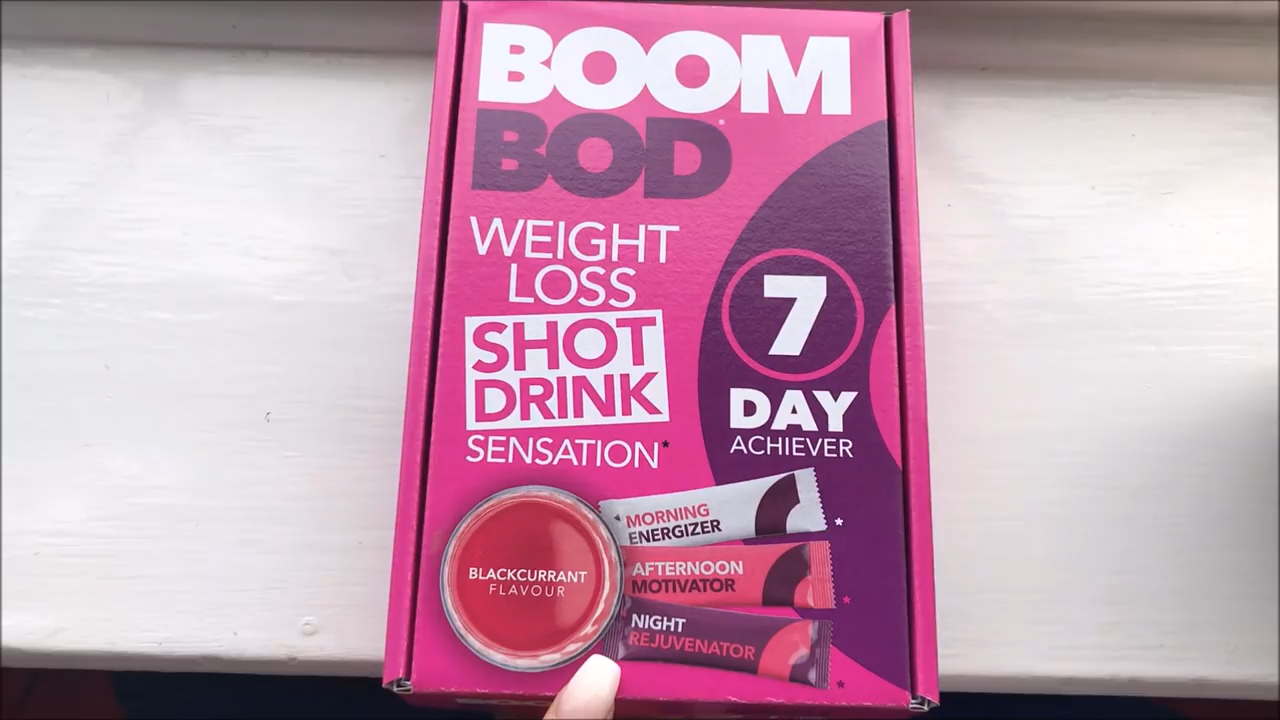 BOOM
BOD
WEIGHT
LOSS
SHOT
DRINK
SENSATION*
7
DAY
ACHIEVER
MORNING
ENERGIZER
*
AFTERNOON
MOTIVATOR
*
BLACKCURRANT
FLAVOUR
NIGHT
REJUVENATOR
*